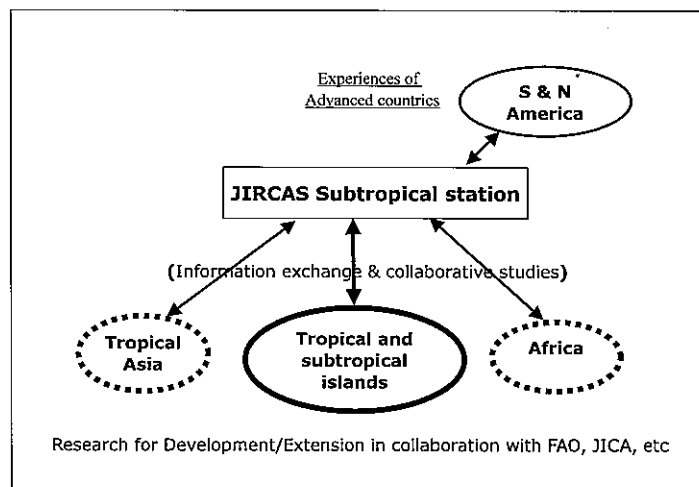 Experiences of
Advanced countrics
S & N
America
JIRCAS Subtropical station
(Information exchange & collaborative studies)
Tropical
Asia
Tropical and
subtropical
islands
Africa
Research for Development/Extension in collaboration with FAO, JICA, etc